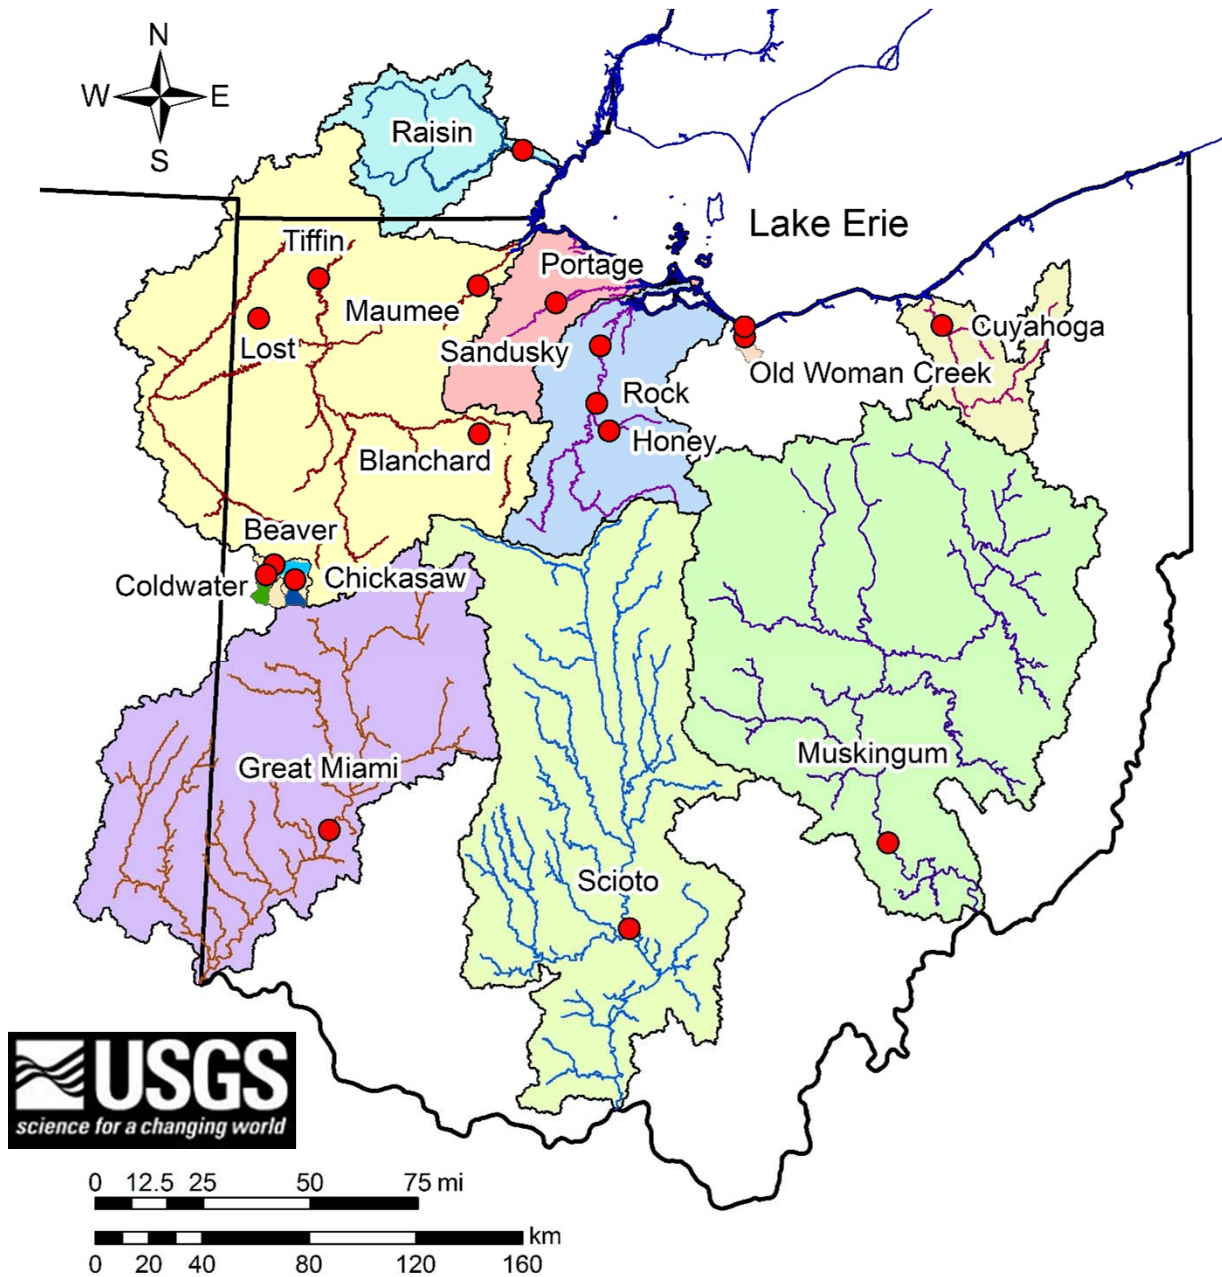 N
W E
S
Raisin
Lake Erie
Tiffin
Portage
Maumee
Lost
Sandusky
Cuyahoga
Old Woman Creek
Rock
Honey
Blanchard
Beaver
Coldwater
Chickasaw
Great Miami
Muskingum
Scioto
USGS
science for a changing world
0 12.5 25 50 75 mi
km
0 20 40 80 120 160